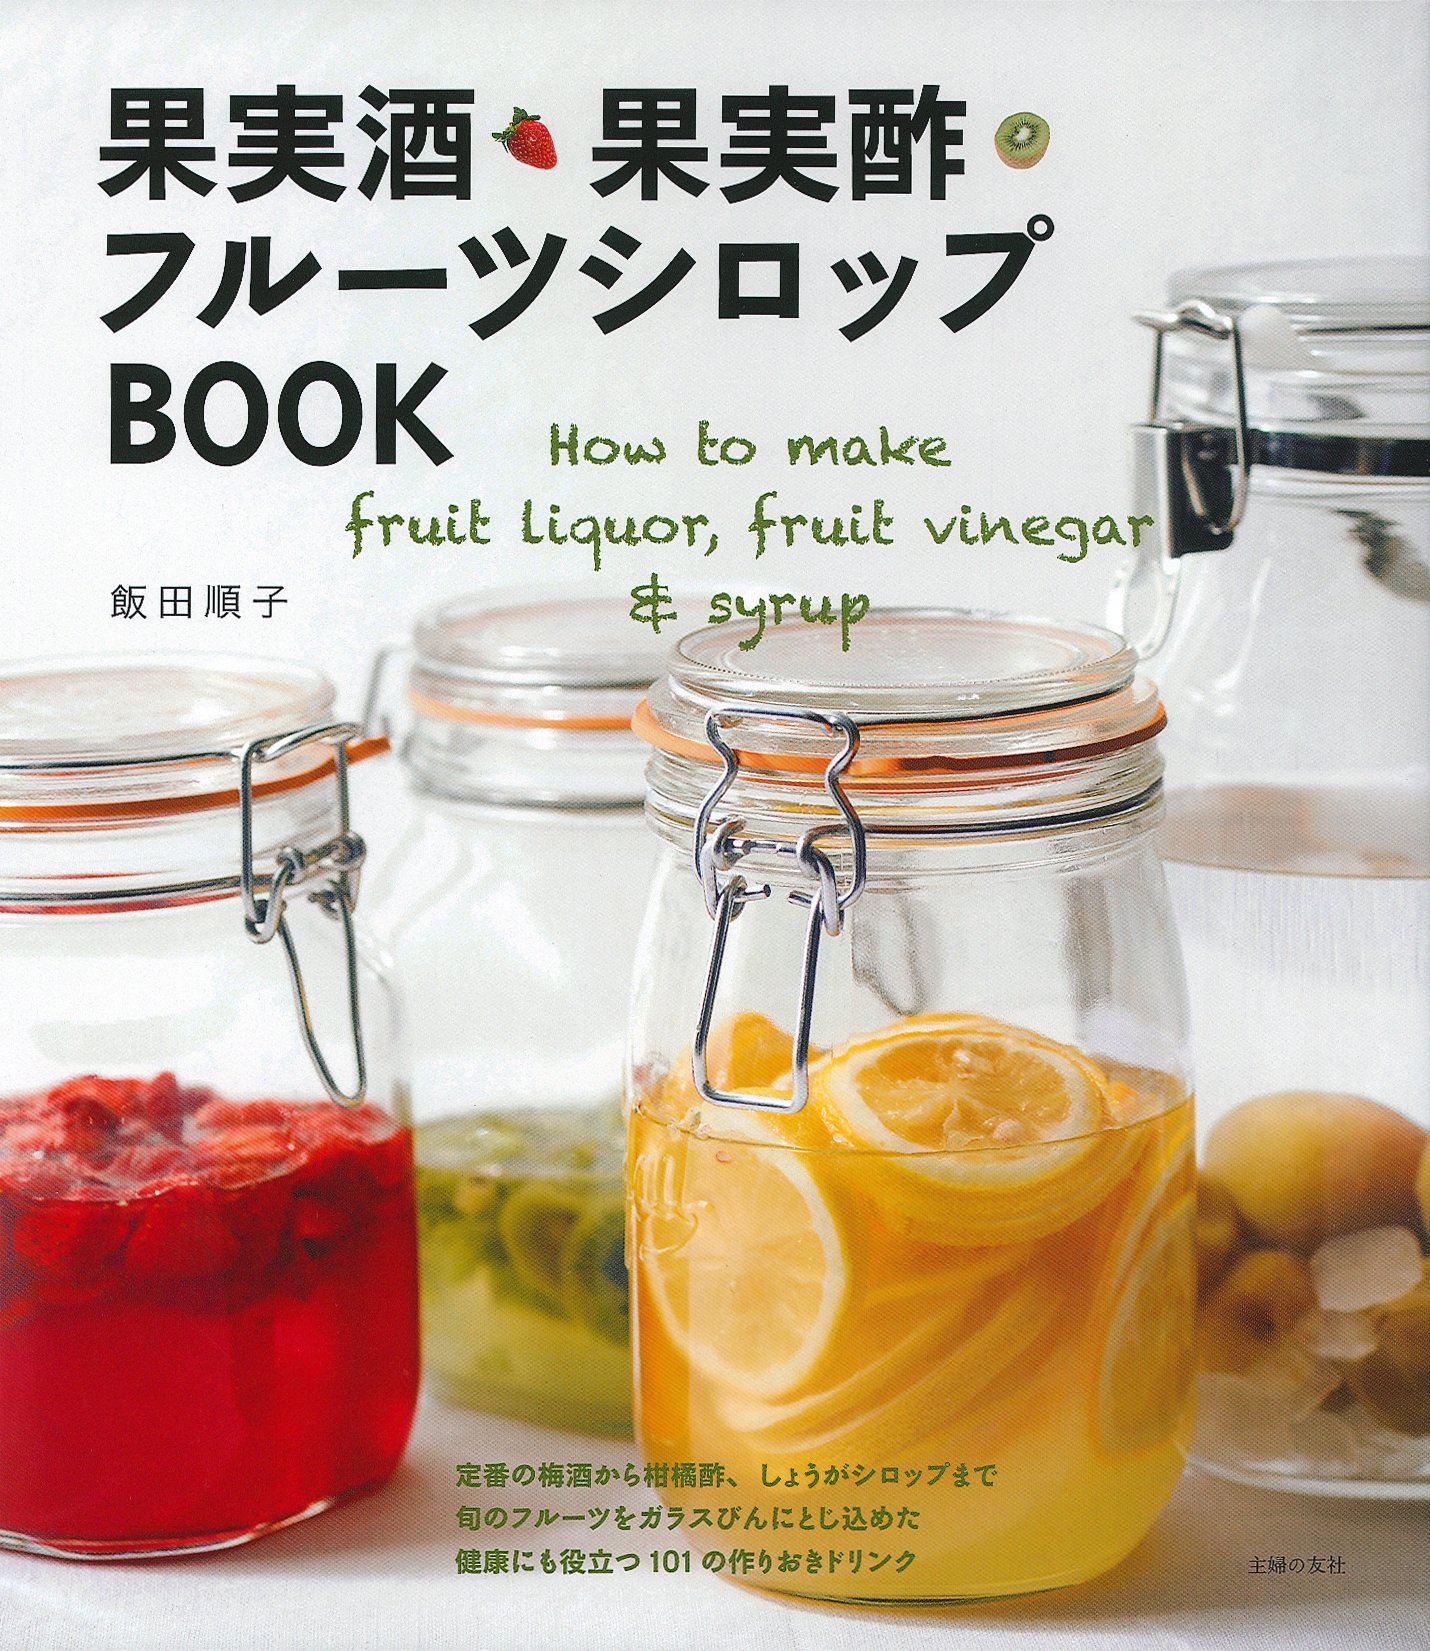 果実酒 果実酢
フルーツシロップ
BOOK
How to make
fruit liquor, fruit vinegar
& syrup
飯田順子
定番の梅酒から柑橘酢、しょうがシロップまで
旬のフルーツをガラスびんにとじ込めた
健康にも役立つ101の作りおきドリンク
主婦の友社